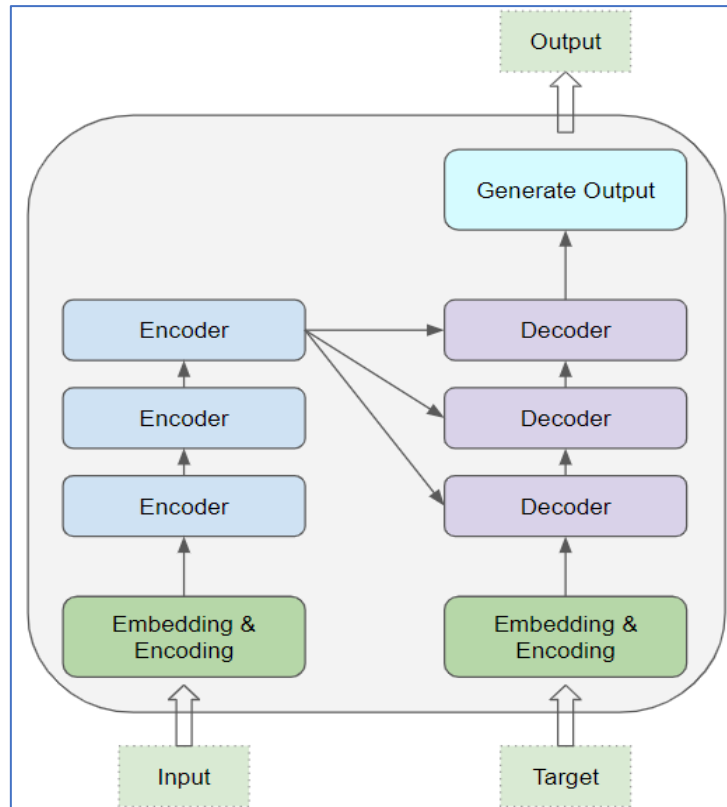 Output
Generate Output
Encoder
Decoder
Encoder
Decoder
Encoder
Decoder
Embedding &
Encoding
Embedding &
Encoding
Input
Target